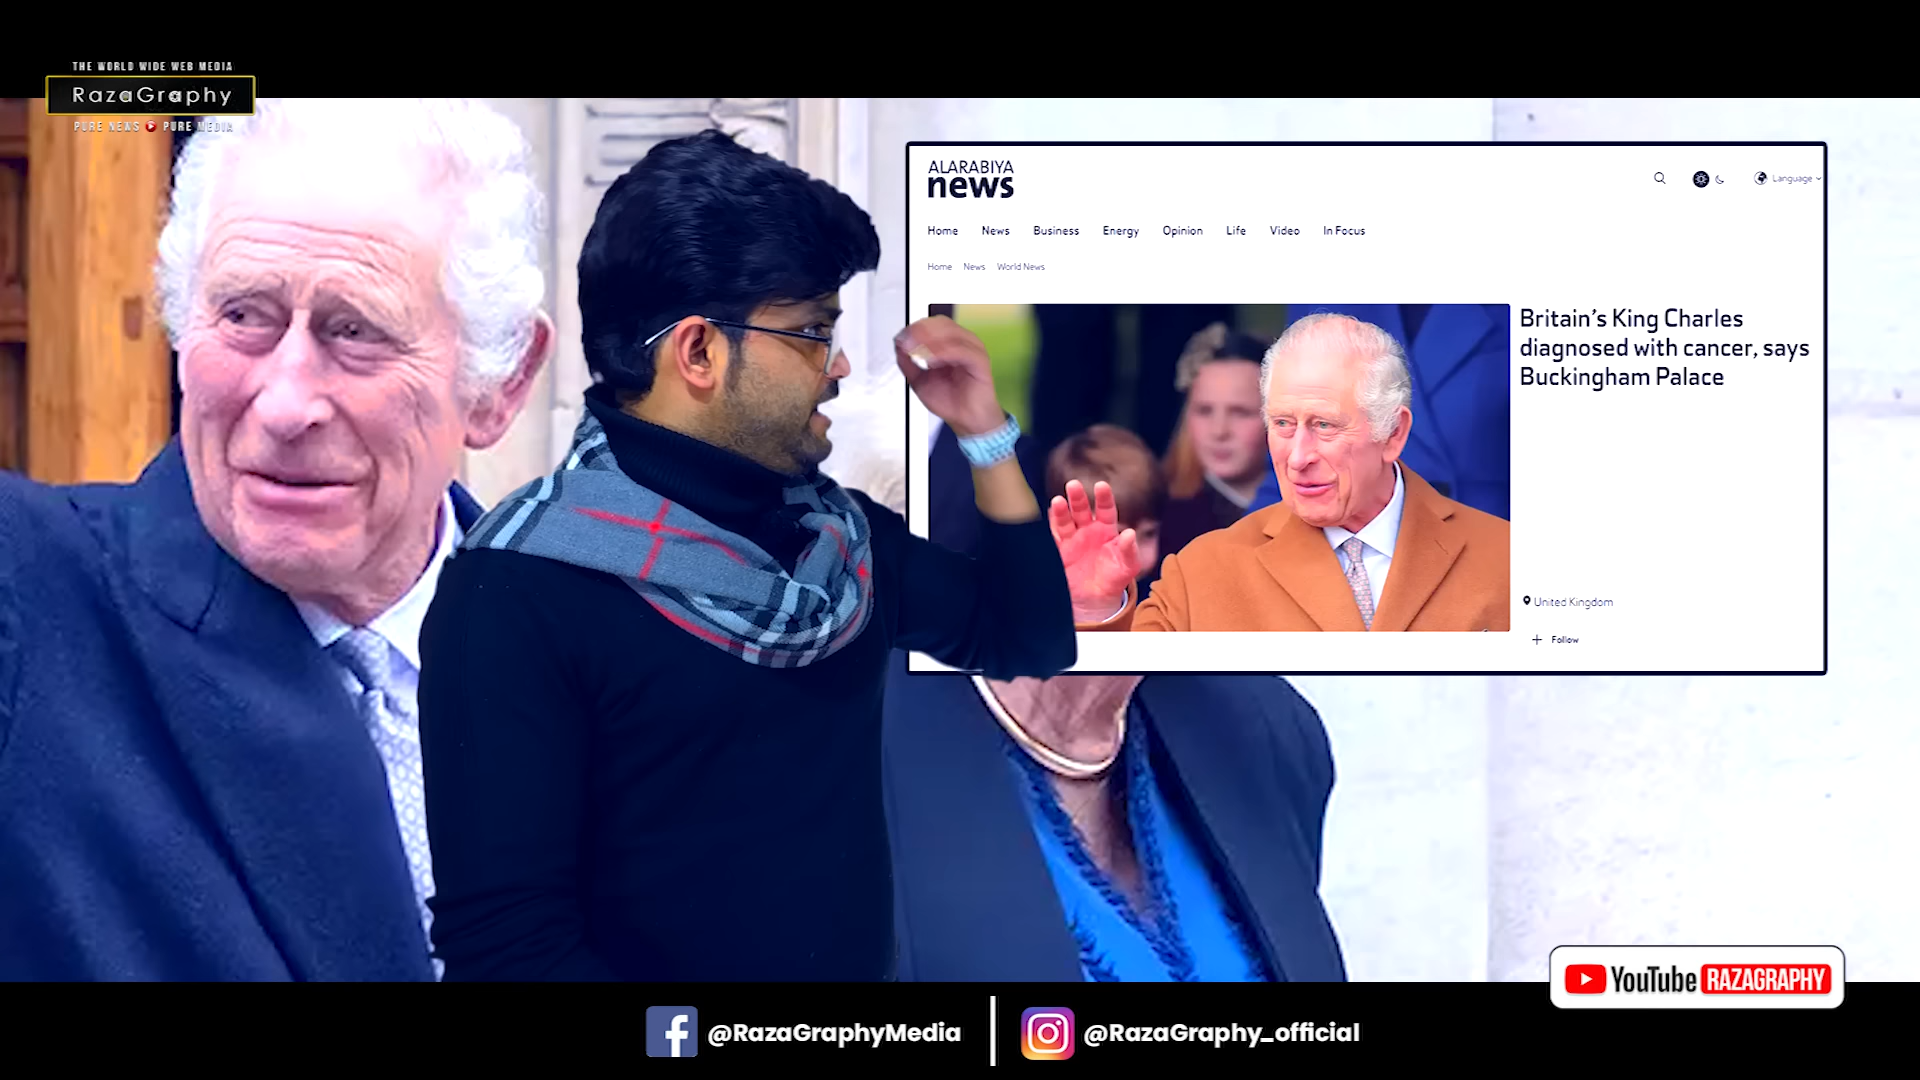 THE WORLD WIDE WEB MEDIA
RazaGraphy
PURE NEWS PURE MEDIA
ALARABIYA
news
Language
Home News Business Energy Opinion Life Video In Focus
Home News World News
Britain's King Charles
diagnosed with cancer, says
Buckingham Palace
United Kingdom
+ Follow
YouTube RAZAGRAPHY
@RazaGraphyMedia
@RazaGraphy_official